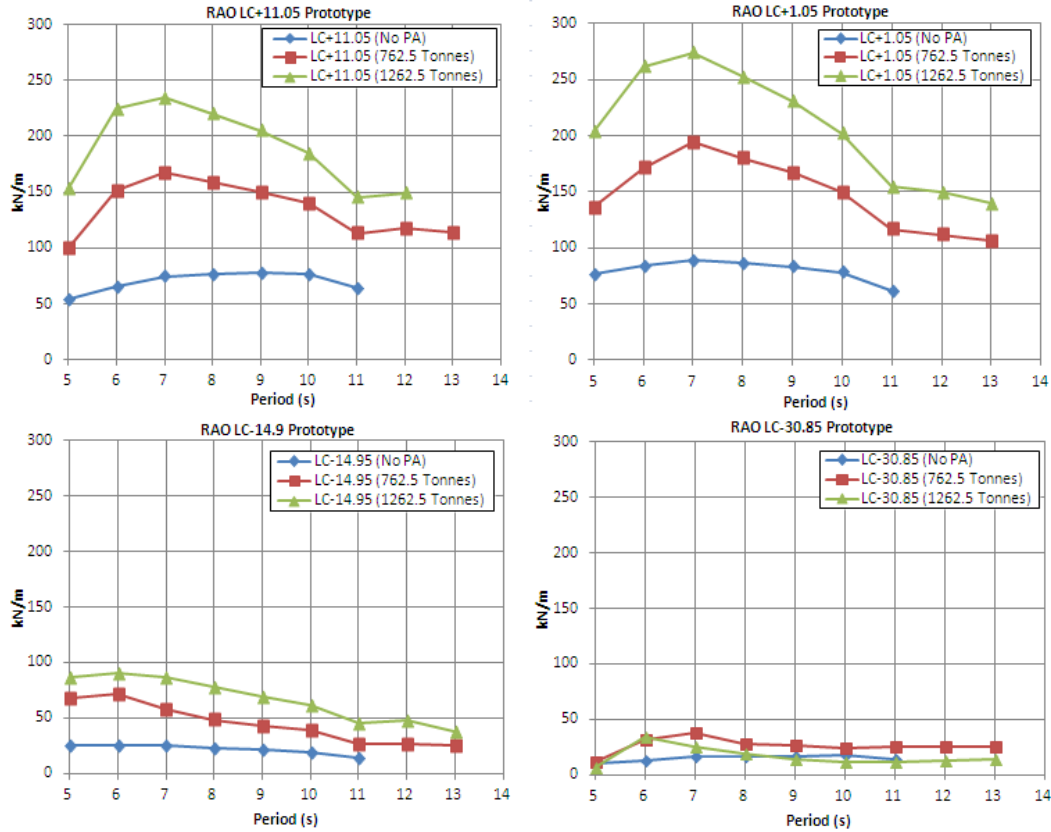 RAO LC+11.05 Prototype
300
250
200
150
100
50
0
kN/m
LC+11.05 (No PA)
LC+11.05 (762.5 Tonnes)
LC+11.05 (1262.5 Tonnes)
5 6 7 8 9 10 11 12 13 14
Period (s)
RAO LC+1.05 Prototype
300
250
200
150
100
50
0
kN/m
LC+1.05 (No PA)
LC+1.05 (762.5 Tonnes)
LC+1.05 (1262.5 Tonnes)
5 6 7 8 9 10 11 12 13 14
Period (s)
RAO LC-14.9 Prototype
300
250
200
150
100
50
0
kN/m
LC-14.95 (No PA)
LC-14.95 (762.5 Tonnes)
LC-14.95 (1262.5 Tonnes)
5 6 7 8 9 10 11 12 13 14
Period (s)
RAO LC-30.85 Prototype
300
250
200
150
100
50
0
kN/m
LC-30.85 (No PA)
LC-30.85 (762.5 Tonnes)
LC-30.85 (1262.5 Tonnes)
5 6 7 8 9 10 11 12 13 14
Period (s)